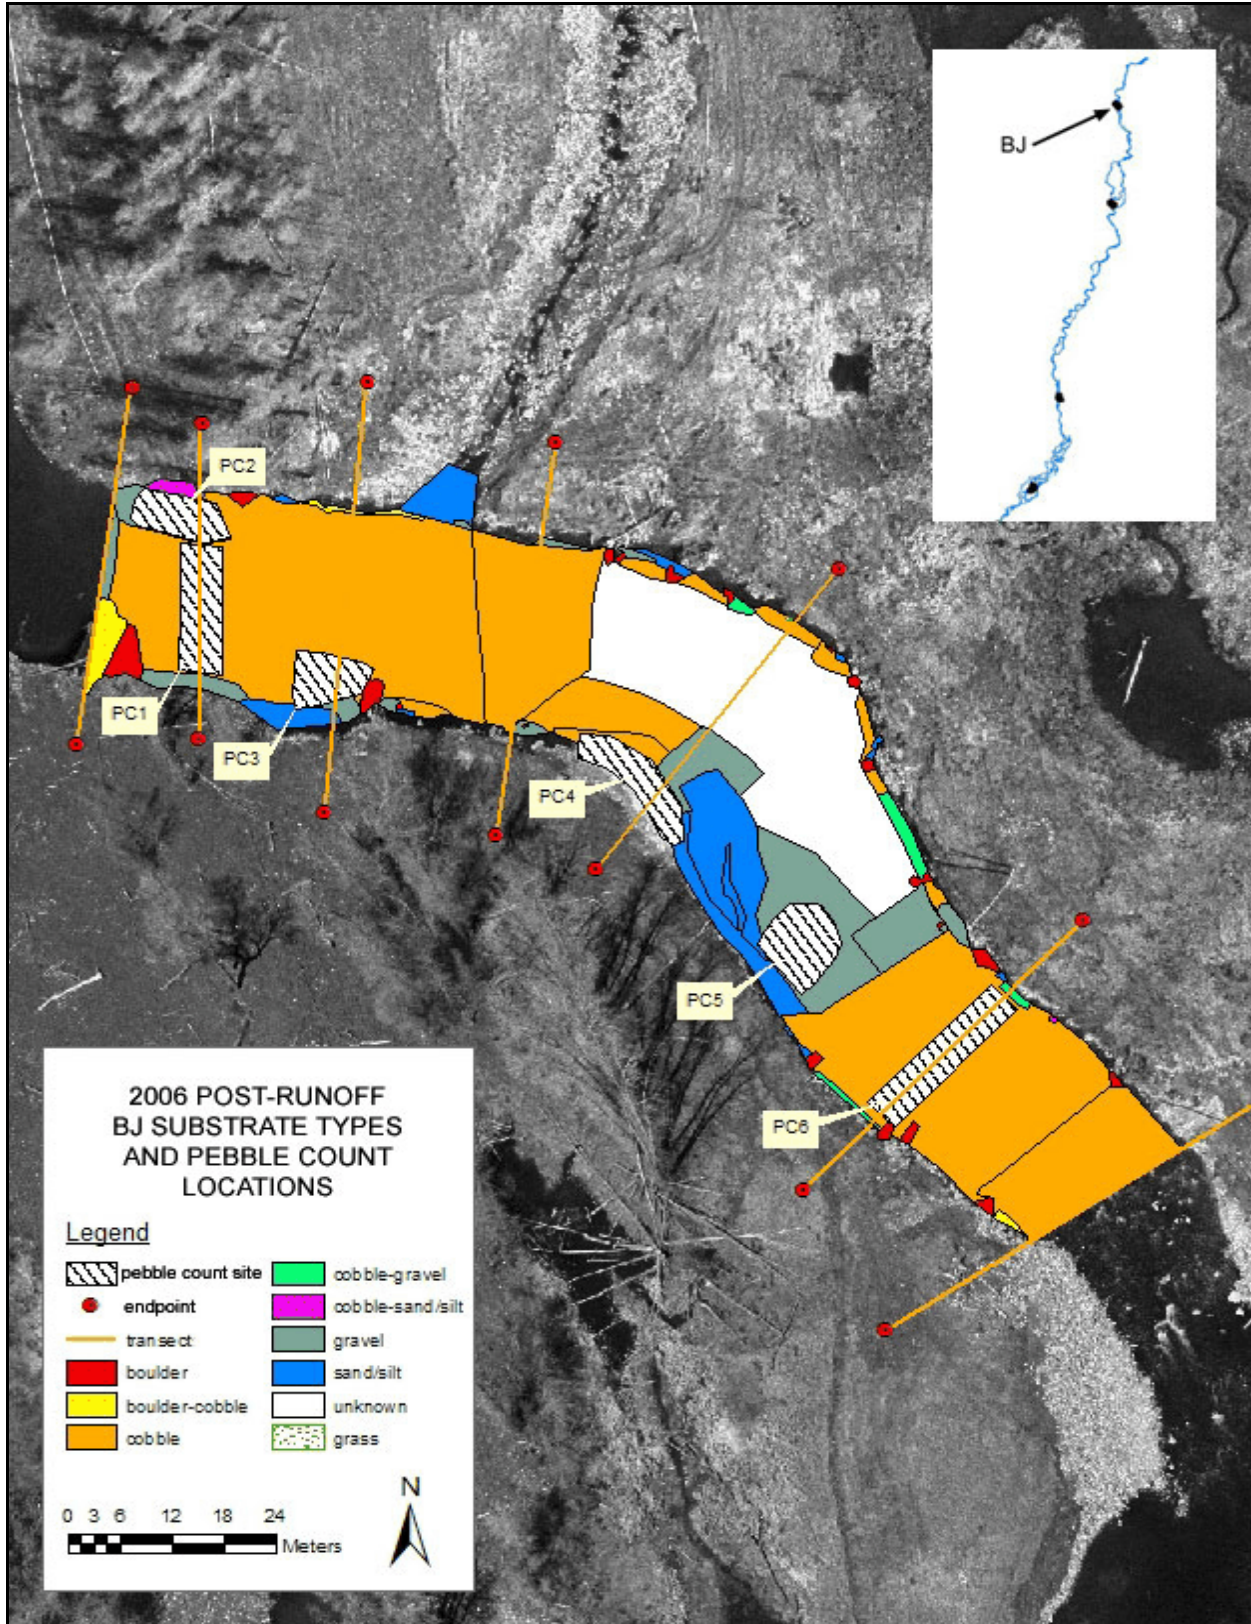 BJ
PC2
PC1
PC3
PC4
PC5
PC6
2006 POST-RUNOFF
BJ SUBSTRATE TYPES
AND PEBBLE COUNT
LOCATIONS
Legend
pebble count site
endpoint
transect
boulder
boulder-cobble
cobble
cobble-gravel
cobble-sand/silt
gravel
sand/silt
unknown
grass
N
0 3 6 12 18 24
Meters